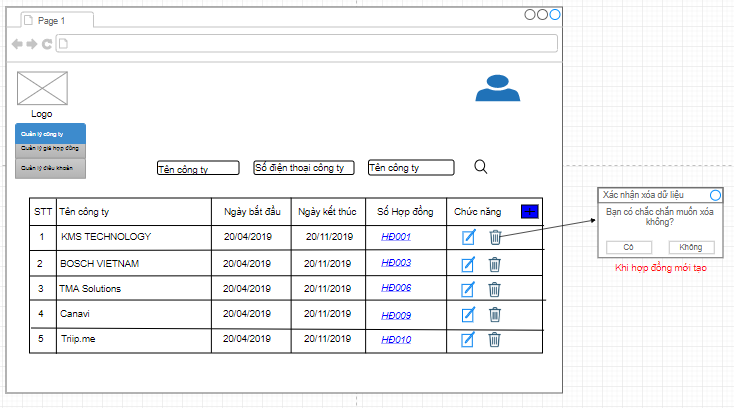 Page 1
Logo
Quản lý công ty
Quản lý giá hợp đồng
Quản lý điều khoản
Tên công ty
Số điện thoại công ty
Tên công ty
STT Tên công ty Ngày bắt đầu Ngày kết thúc Số Hợp đồng Chức năng
1 KMS TECHNOLOGY 20/04/2019 20/11/2019 HĐ001
2 BOSCH VIETNAM 20/04/2019 20/11/2019 HĐ003
3 TMA Solutions 20/04/2019 20/11/2019 HĐ006
4 Canavi 20/04/2019 20/11/2019 HĐ009
5 Triip.me 20/04/2019 20/11/2019 HĐ010
Xác nhận xóa dữ liệu
Bạn có chắc chắn muốn xóa
không?
Có Không
Khi hợp đồng mới tạo